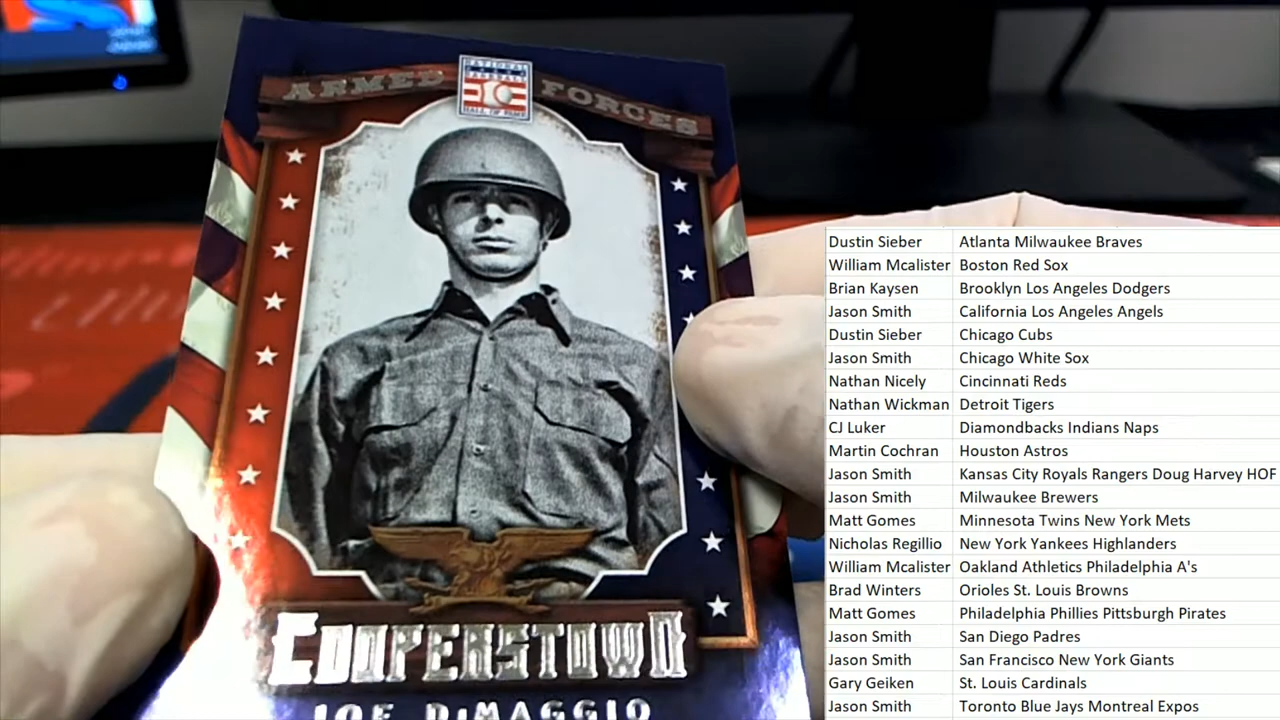 ARMED FORCES
NATIONAL
BASEBALL
HALL OF FAME
COOPERSTOWN
JOE DiMAGGIO
Dustin Sieber Atlanta Milwaukee Braves
William Mcalister Boston Red Sox
Brian Kaysen Brooklyn Los Angeles Dodgers
Jason Smith California Los Angeles Angels
Dustin Sieber Chicago Cubs
Jason Smith Chicago White Sox
Nathan Nicely Cincinnati Reds
Nathan Wickman Detroit Tigers
CJ Luker Diamondbacks Indians Naps
Martin Cochran Houston Astros
Jason Smith Kansas City Royals Rangers Doug Harvey HOF
Jason Smith Milwaukee Brewers
Matt Gomes Minnesota Twins New York Mets
Nicholas Regillio New York Yankees Highlanders
William Mcalister Oakland Athletics Philadelphia A's
Brad Winters Orioles St. Louis Browns
Matt Gomes Philadelphia Phillies Pittsburgh Pirates
Jason Smith San Diego Padres
Jason Smith San Francisco New York Giants
Gary Geiken St. Louis Cardinals
Jason Smith Toronto Blue Jays Montreal Expos